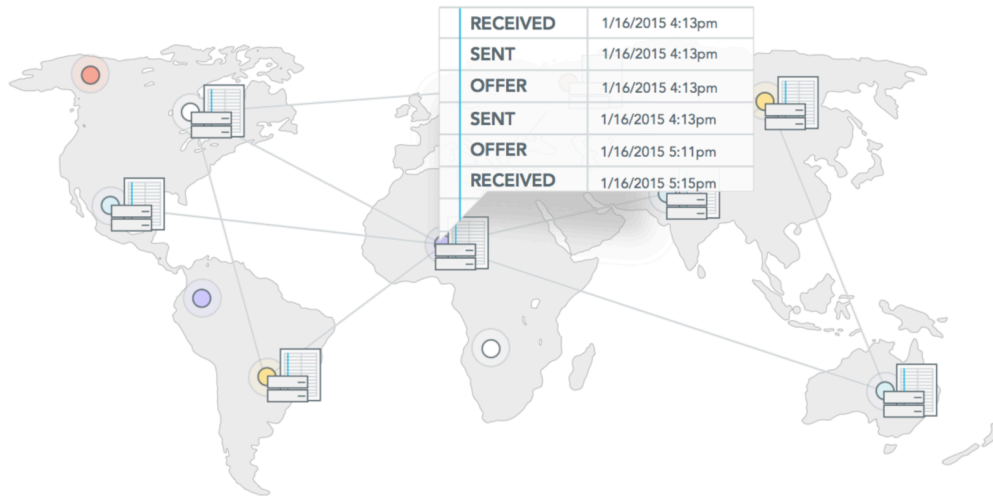 RECEIVED 1/16/2015 4:13pm
SENT 1/16/2015 4:13pm
OFFER 1/16/2015 4:13pm
SENT 1/16/2015 4:13pm
OFFER 1/16/2015 5:11pm
RECEIVED 1/16/2015 5:15pm